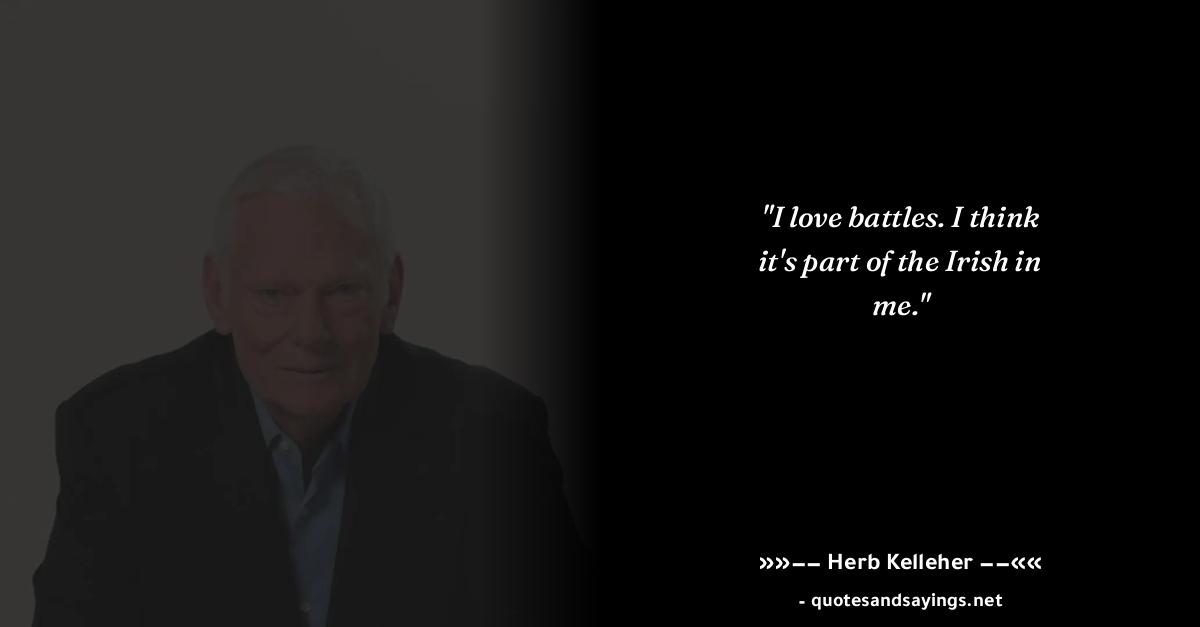 "I love battles. I think
it's part of the Irish in
me."
»»−− Herb Kelleher −−««
- quotesandsayings.net